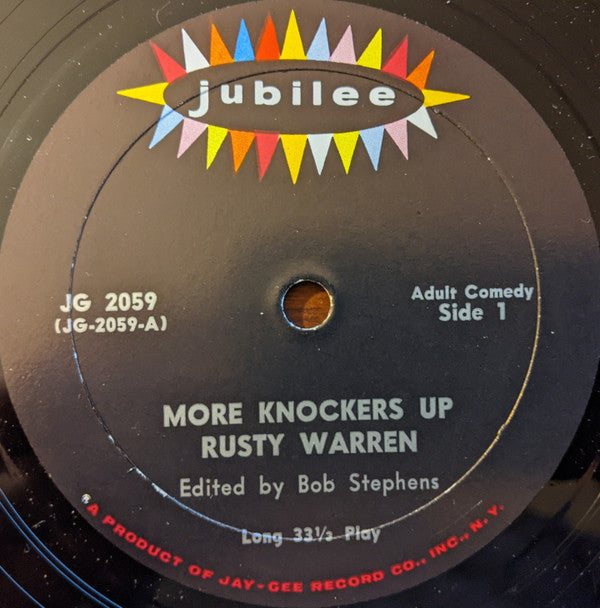 jubilee
JG 2059
(JG-2059-A)
Adult Comedy
Side 1
MORE KNOCKERS UP
RUSTY WARREN
Edited by Bob Stephens
Long 33⅓ Play
A PRODUCT OF JAY-GEE RECORD CO., INC., N.Y.